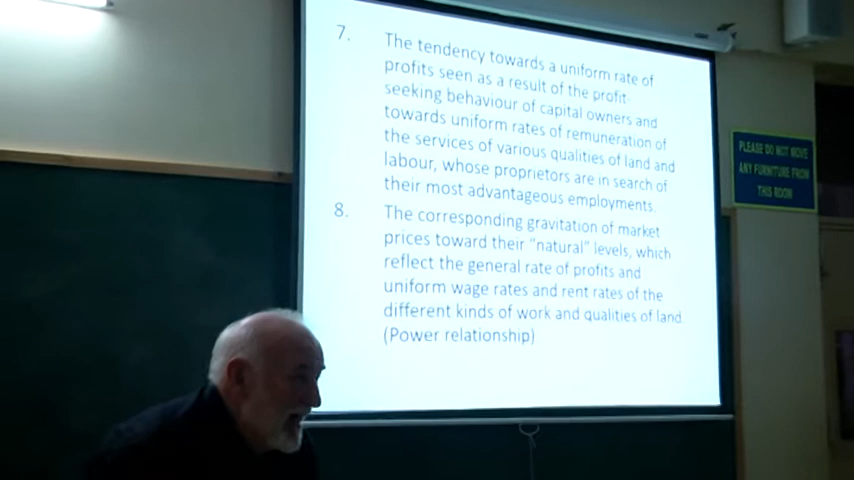 7. The tendency towards a uniform rate of
profits seen as a result of the profit-
seeking behaviour of capital owners and
towards uniform rates of remuneration of
the services of various qualities of land and
labour, whose proprietors are in search of
their most advantageous employments.
8. The corresponding gravitation of market
prices toward their "natural" levels, which
reflect the general rate of profits and
uniform wage rates and rent rates of the
different kinds of work and qualities of land.
(Power relationship)
PLEASE DO NOT MOVE
ANY FURNITURE FROM
THIS ROOM